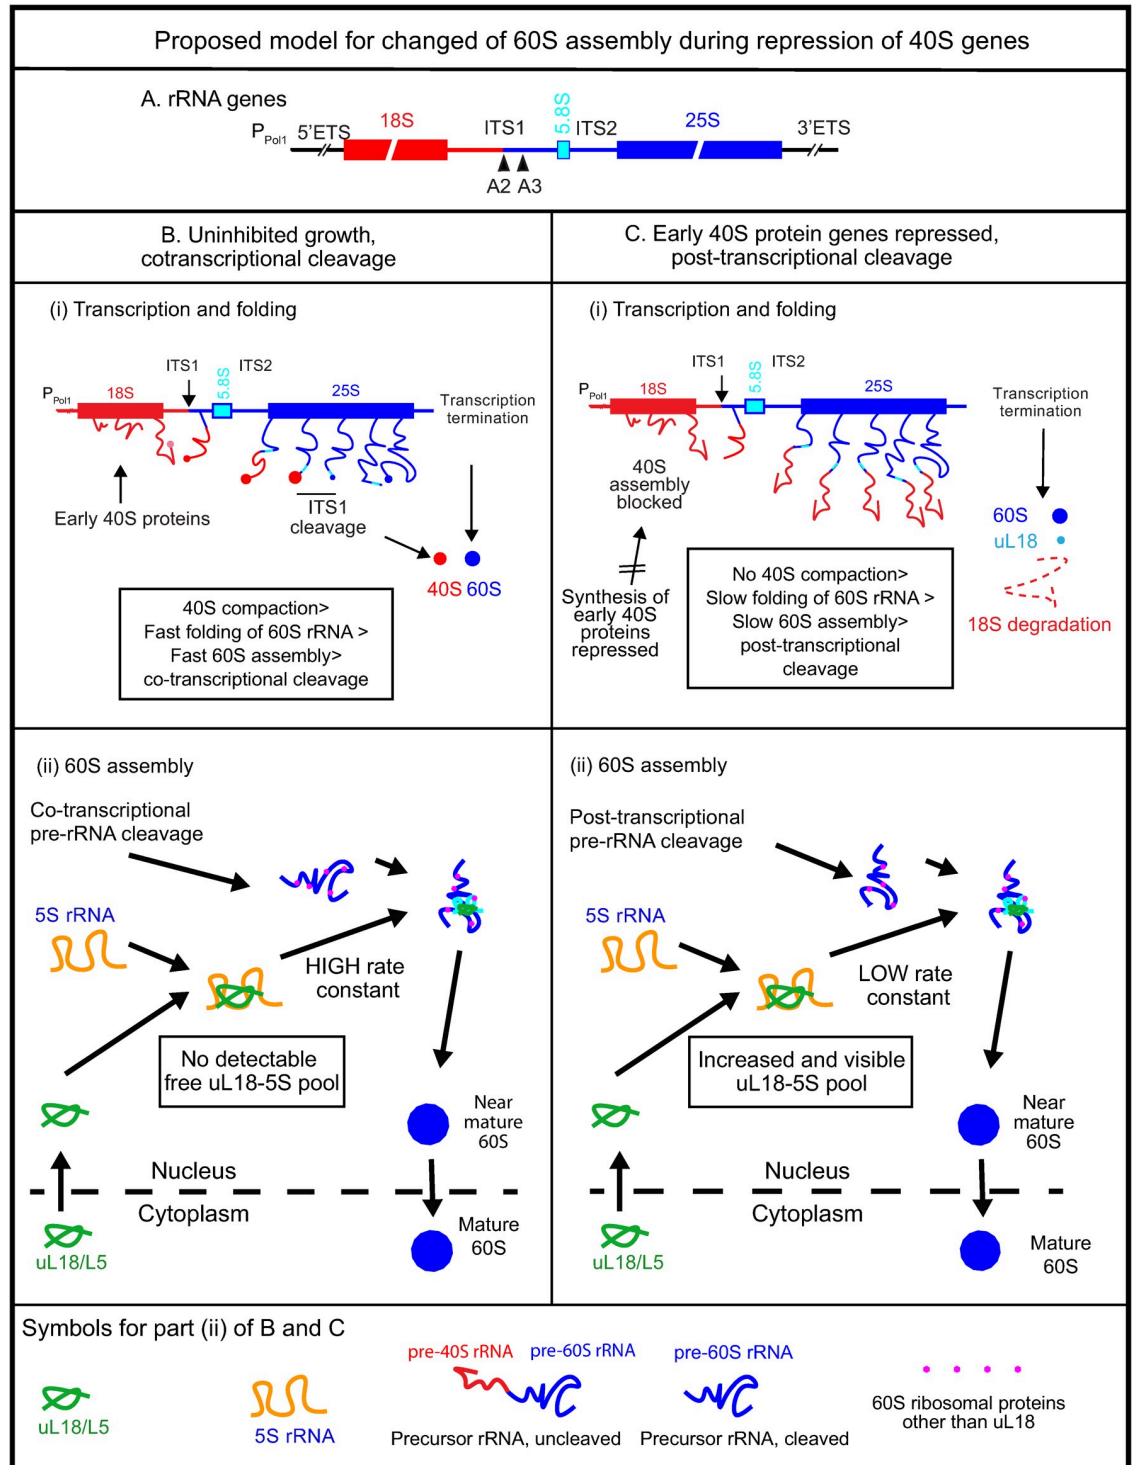 Proposed model for changed of 60S assembly during repression of 40S genes
A. rRNA genes
P Pol1
5'ETS
18S
ITS1
5.8S
ITS2
25S
3'ETS
A2 A3
B. Uninhibited growth,
cotranscriptional cleavage
C. Early 40S protein genes repressed,
post-transcriptional cleavage
(i) Transcription and folding
ITS1
5.8S
ITS2
P Pol1
18S
25S
Transcription
termination
Early 40S proteins
ITS1
cleavage
40S 60S
40S compaction>
Fast folding of 60S rRNA >
Fast 60S assembly>
co-transcriptional cleavage
(i) Transcription and folding
ITS1
5.8S
ITS2
P Pol1
18S
25S
Transcription
termination
40S
assembly
blocked
Synthesis of
early 40S
proteins
repressed
60S
uL18
18S degradation
No 40S compaction>
Slow folding of 60S rRNA >
Slow 60S assembly>
post-transcriptional
cleavage
(ii) 60S assembly
Co-transcriptional
pre-rRNA cleavage
5S rRNA
HIGH rate
constant
No detectable
free uL18-5S pool
Near
mature
60S
Nucleus
Cytoplasm
Mature
60S
uL18/L5
(ii) 60S assembly
Post-transcriptional
pre-rRNA cleavage
5S rRNA
LOW rate
constant
Increased and visible
uL18-5S pool
Near
mature
60S
Nucleus
Cytoplasm
Mature
60S
uL18/L5
Symbols for part (ii) of B and C
uL18/L5
5S rRNA
pre-40S rRNA pre-60S rRNA
Precursor rRNA, uncleaved
pre-60S rRNA
Precursor rRNA, cleaved
60S ribosomal proteins
other than uL18